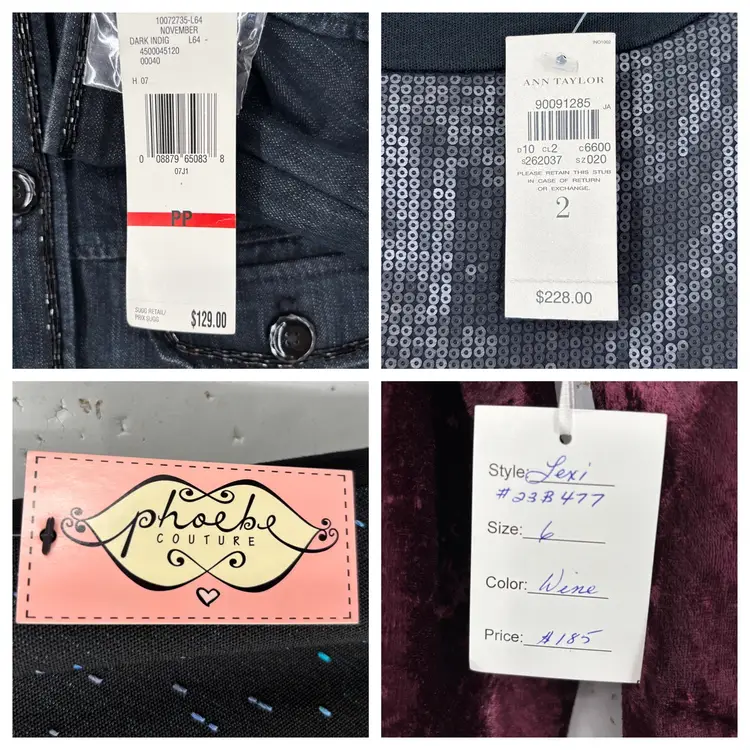 10072735-L64
NOVEMBER
DARK INDIG L64
4500045120
00040
H 07
0 08879 65083 8
07J1
PP
SUGG RETAIL/
PRIX SUGG.
$129.00
ANN TAYLOR
90091285
JA
D10 CL2 C6600
S262037 SZ020
PLEASE RETAIN THIS STUB
IN CASE OF RETURN
OR EXCHANGE.
2
$228.00
phoebe
COUTURE
Style: Lexi
#23B477
Size: 6
Color: Wine
Price: $185